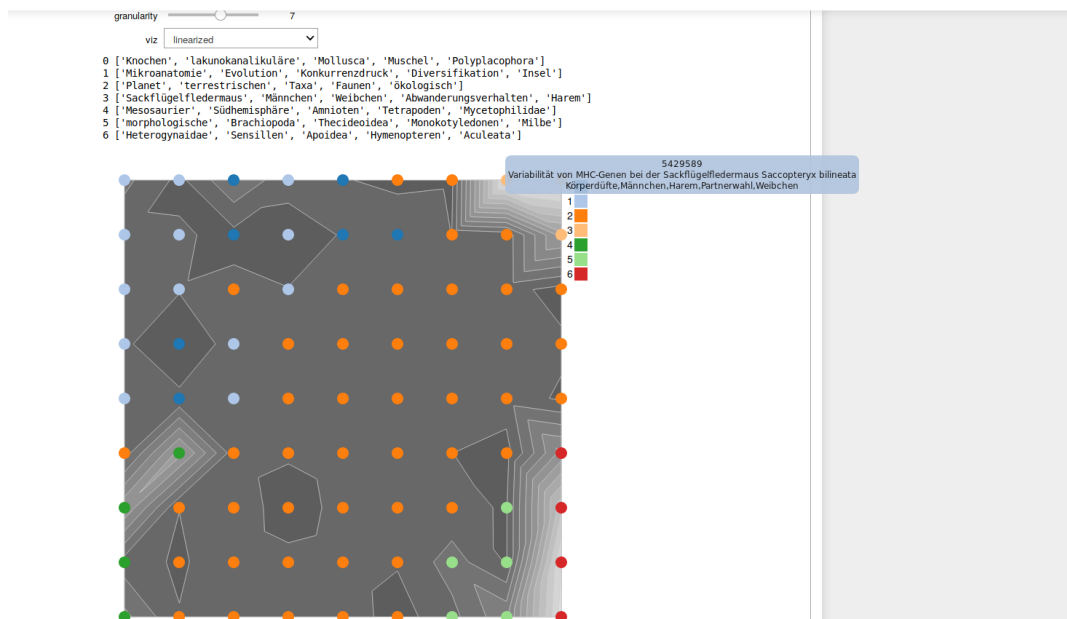 granularity 7
viz linearized
0 ['Knochen', 'lakunokanalikuläre', 'Mollusca', 'Muschel', 'Polyplacophora']
1 ['Mikroanatomie', 'Evolution', 'Konkurrenzdruck', 'Diversifikation', 'Insel']
2 ['Planet', 'terrestrischen', 'Taxa', 'Faunen', 'ökologisch']
3 ['Sackflügelfledermaus', 'Männchen', 'Weibchen', 'Abwanderungsverhalten', 'Harem']
4 ['Mesosaurier', 'Südhemisphäre', 'Amnioten', 'Tetrapoden', 'Mycetophilidae']
5 ['morphologische', 'Brachiopoda', 'Thecideoidea', 'Monokotyledonen', 'Milbe']
6 ['Heterogynaidae', 'Sensillen', 'Apoidea', 'Hymenopteren', 'Aculeata']
5429589
Variabilität von MHC-Genen bei der Sackflügelfledermaus Saccopteryx bilineata
Körperdüfte,Männchen,Harem,Partnerwahl,Weibchen
1
2
3
4
5
6